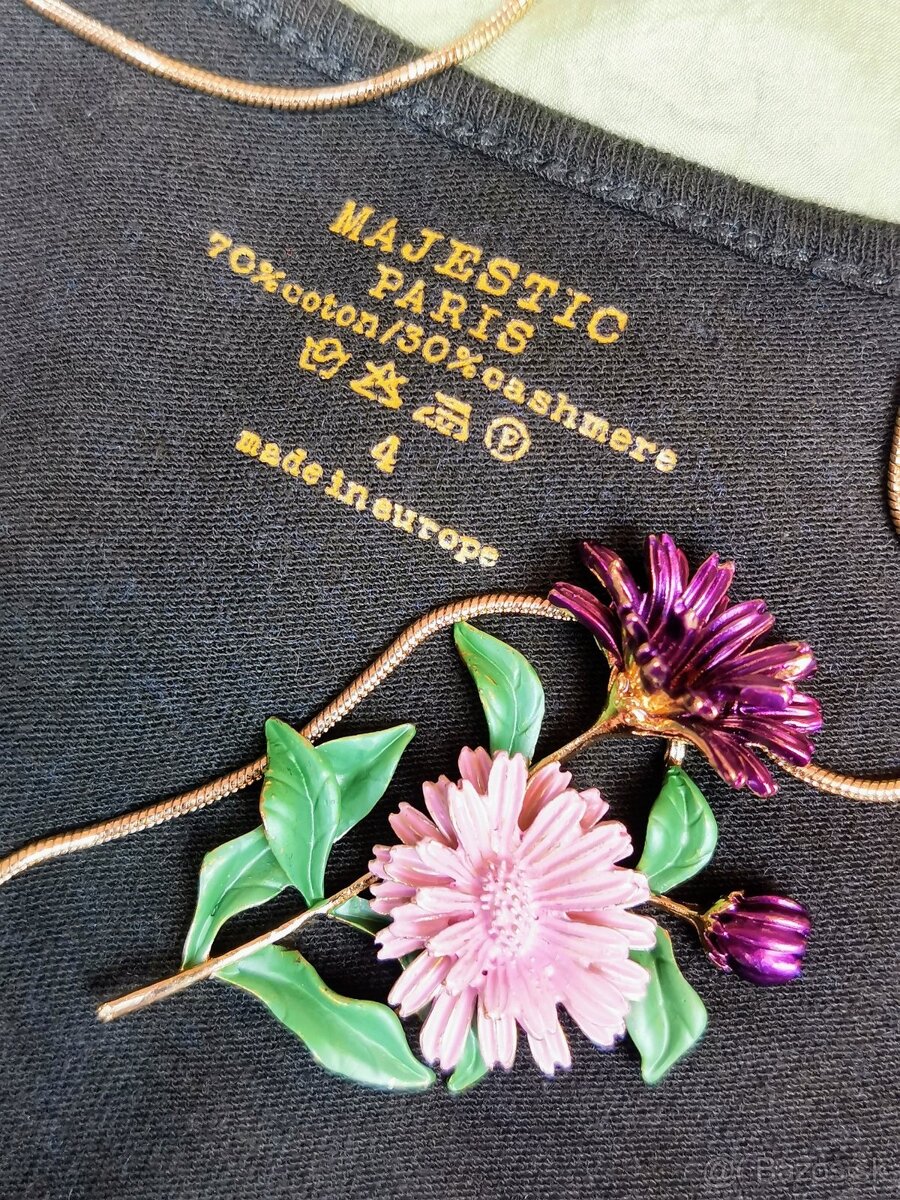 MAJESTIC
PARIS
70%coton/30%cashmere
P
4
made in europe